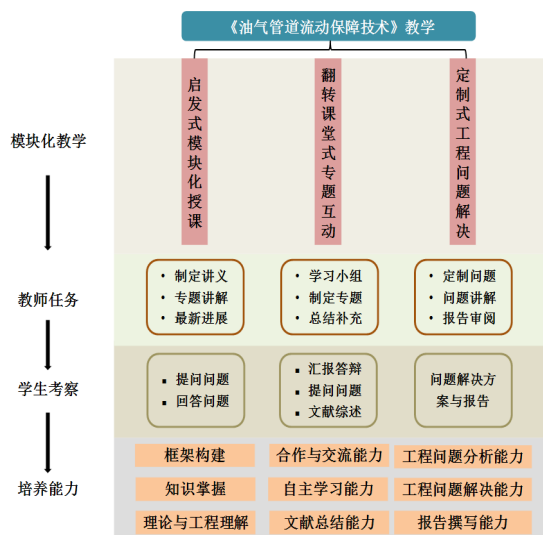 《油气管道流动保障技术》教学
模块化教学
启发式模块化授课
翻转课堂式专题互动
定制式工程问题解决
教师任务
• 制定讲义
• 专题讲解
• 最新进展
• 学习小组
• 制定专题
• 总结补充
• 定制问题
• 问题讲解
• 报告审阅
学生考察
▪ 提问问题
▪ 回答问题
▪ 汇报答辩
▪ 提问问题
▪ 文献综述
问题解决方
案与报告
培养能力
框架构建
知识掌握
理论与工程理解
合作与交流能力
自主学习能力
文献总结能力
工程问题分析能力
工程问题解决能力
报告撰写能力